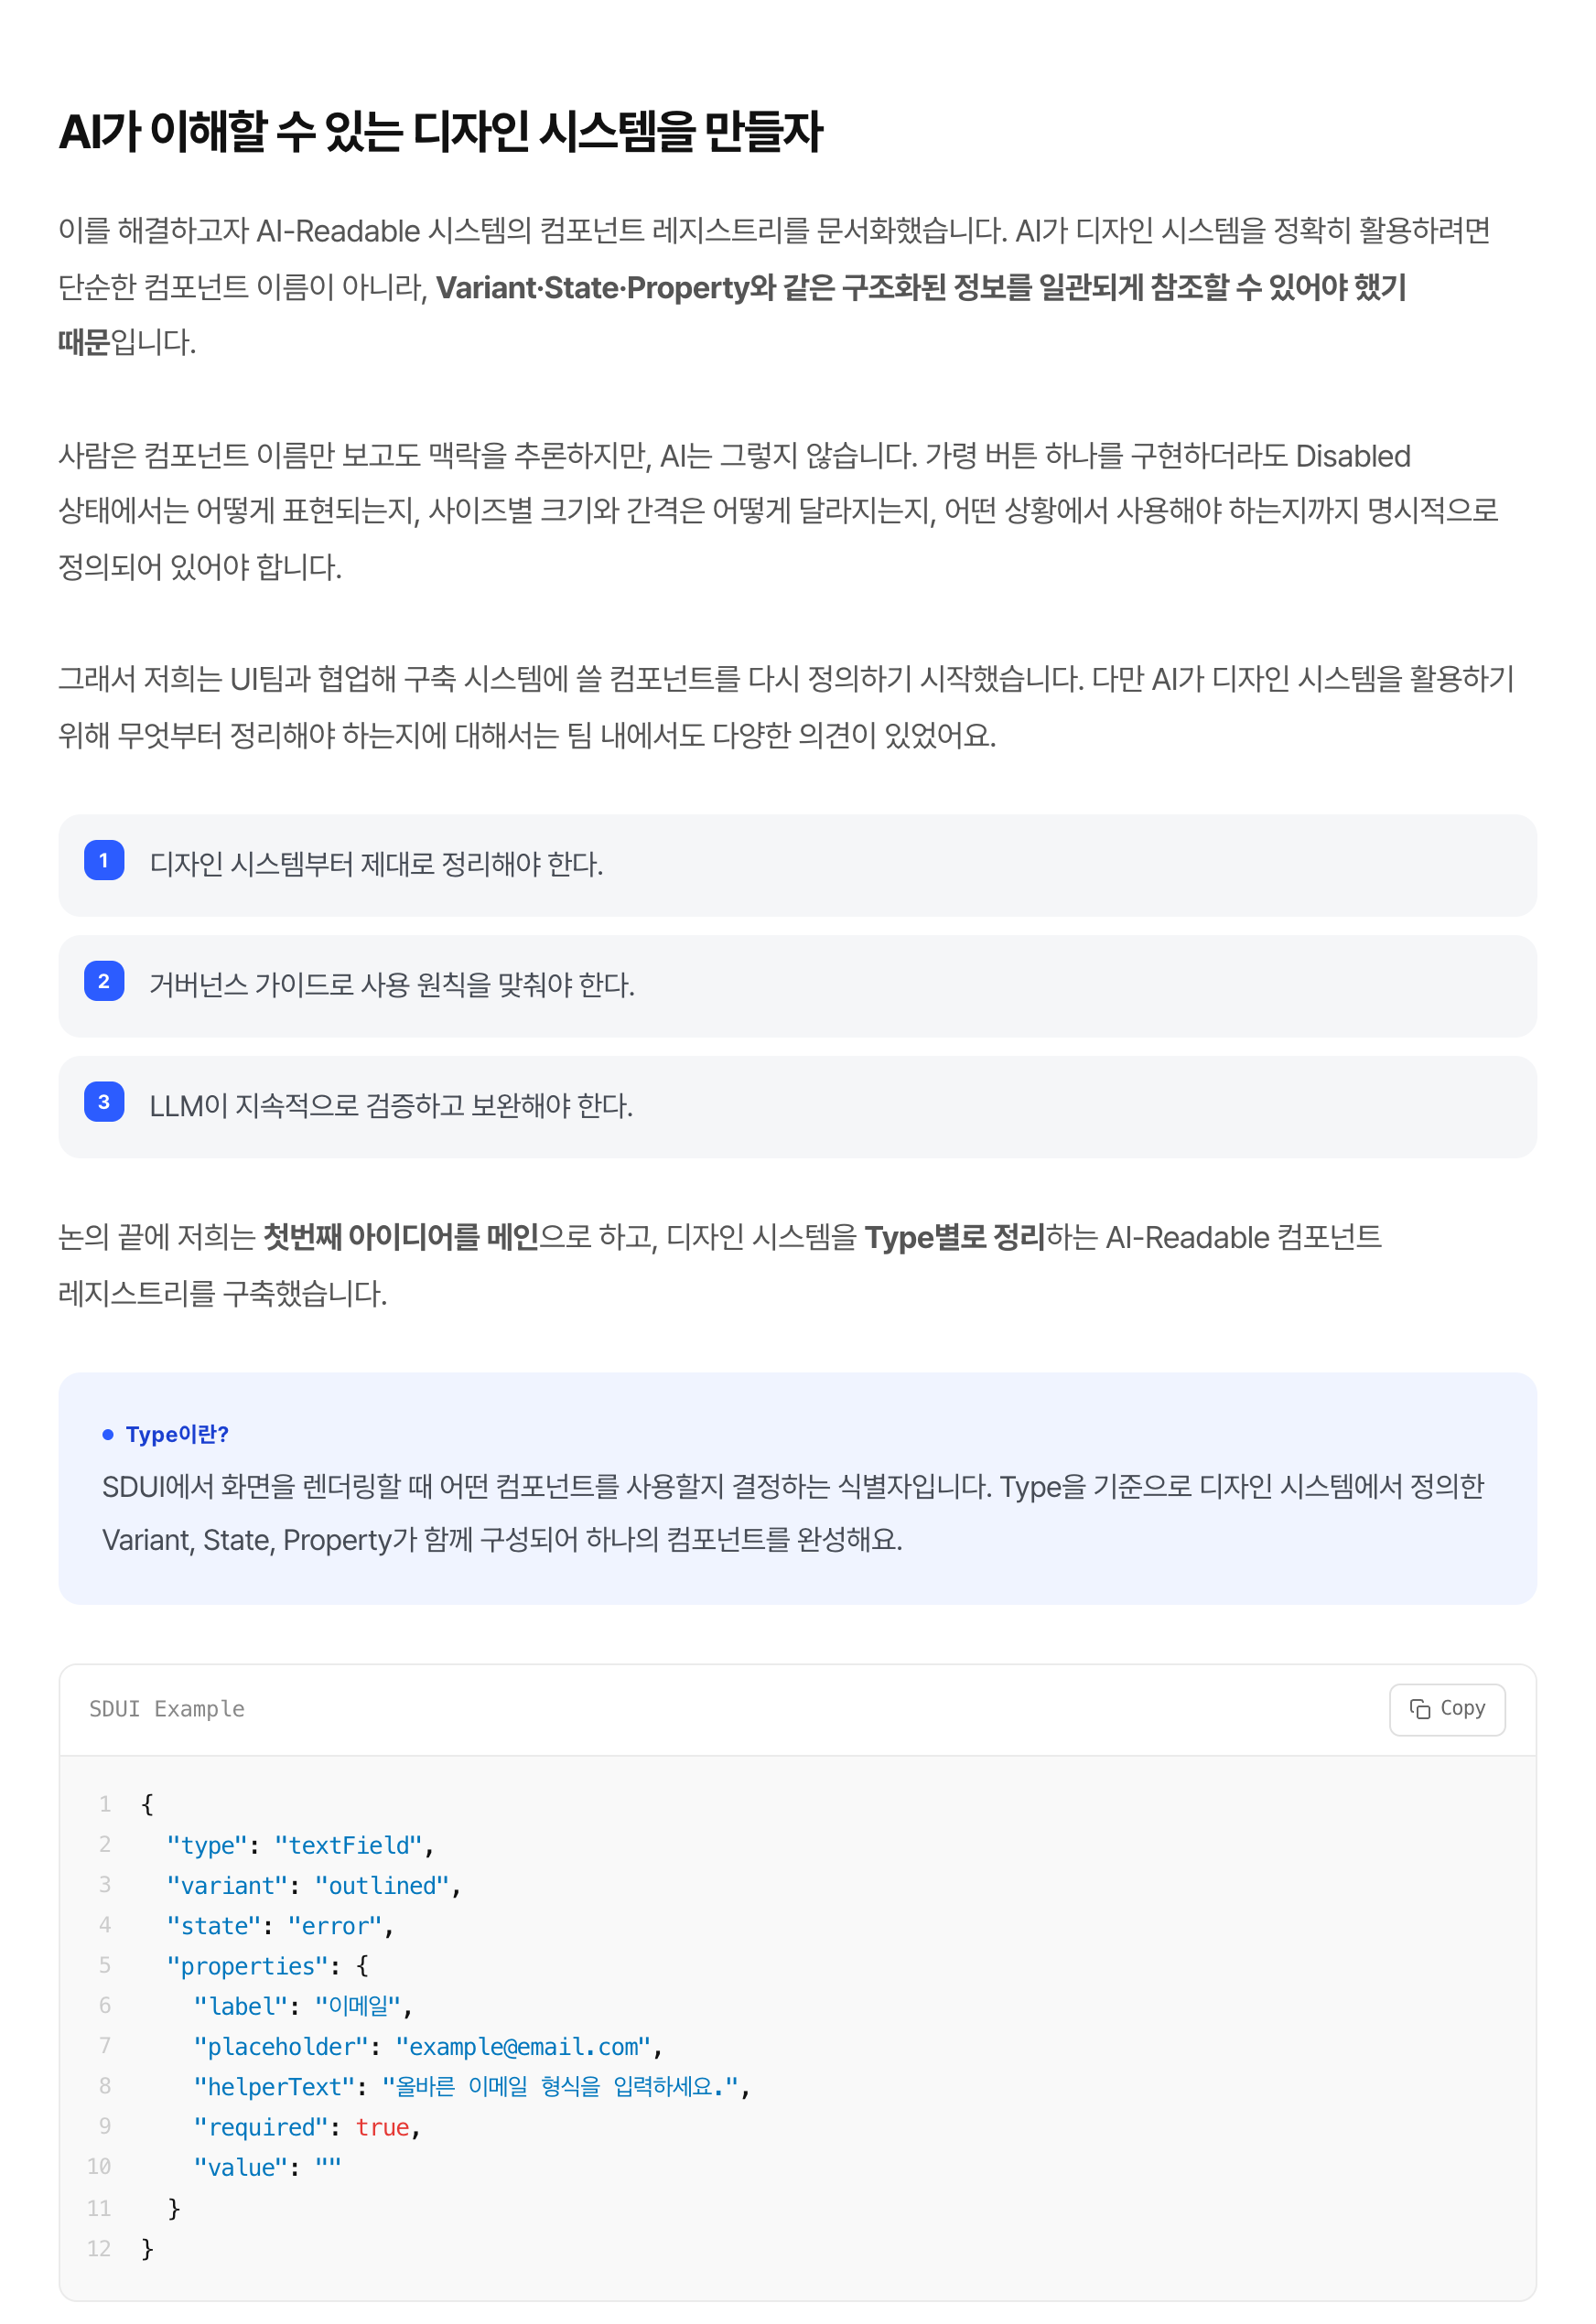 AI가 이해할 수 있는 디자인 시스템을 만들자
이를 해결하고자 AI-Readable 시스템의 컴포넌트 레지스트리를 문서화했습니다. AI가 디자인 시스템을 정확히 활용하려면
단순한 컴포넌트 이름이 아니라, Variant·State·Property와 같은 구조화된 정보를 일관되게 참조할 수 있어야 했기
때문입니다.
사람은 컴포넌트 이름만 보고도 맥락을 추론하지만, AI는 그렇지 않습니다. 가령 버튼 하나를 구현하더라도 Disabled
상태에서는 어떻게 표현되는지, 사이즈별 크기와 간격은 어떻게 달라지는지, 어떤 상황에서 사용해야 하는지까지 명시적으로
정의되어 있어야 합니다.
그래서 저희는 UI팀과 협업해 구축 시스템에 쓸 컴포넌트를 다시 정의하기 시작했습니다. 다만 AI가 디자인 시스템을 활용하기
위해 무엇부터 정리해야 하는지에 대해서는 팀 내에서도 다양한 의견이 있었어요.
1 디자인 시스템부터 제대로 정리해야 한다.
2 거버넌스 가이드로 사용 원칙을 맞춰야 한다.
3 LLM이 지속적으로 검증하고 보완해야 한다.
논의 끝에 저희는 첫번째 아이디어를 메인으로 하고, 디자인 시스템을 Type별로 정리하는 AI-Readable 컴포넌트
레지스트리를 구축했습니다.
Type이란?
SDUI에서 화면을 렌더링할 때 어떤 컴포넌트를 사용할지 결정하는 식별자입니다. Type을 기준으로 디자인 시스템에서 정의한
Variant, State, Property가 함께 구성되어 하나의 컴포넌트를 완성해요.
SDUI Example Copy
1 {
2 "type": "textField",
3 "variant": "outlined",
4 "state": "error",
5 "properties": {
6 "label": "이메일",
7 "placeholder": "example@email.com",
8 "helperText": "올바른 이메일 형식을 입력하세요.",
9 "required": true,
10 "value": ""
11 }
12 }